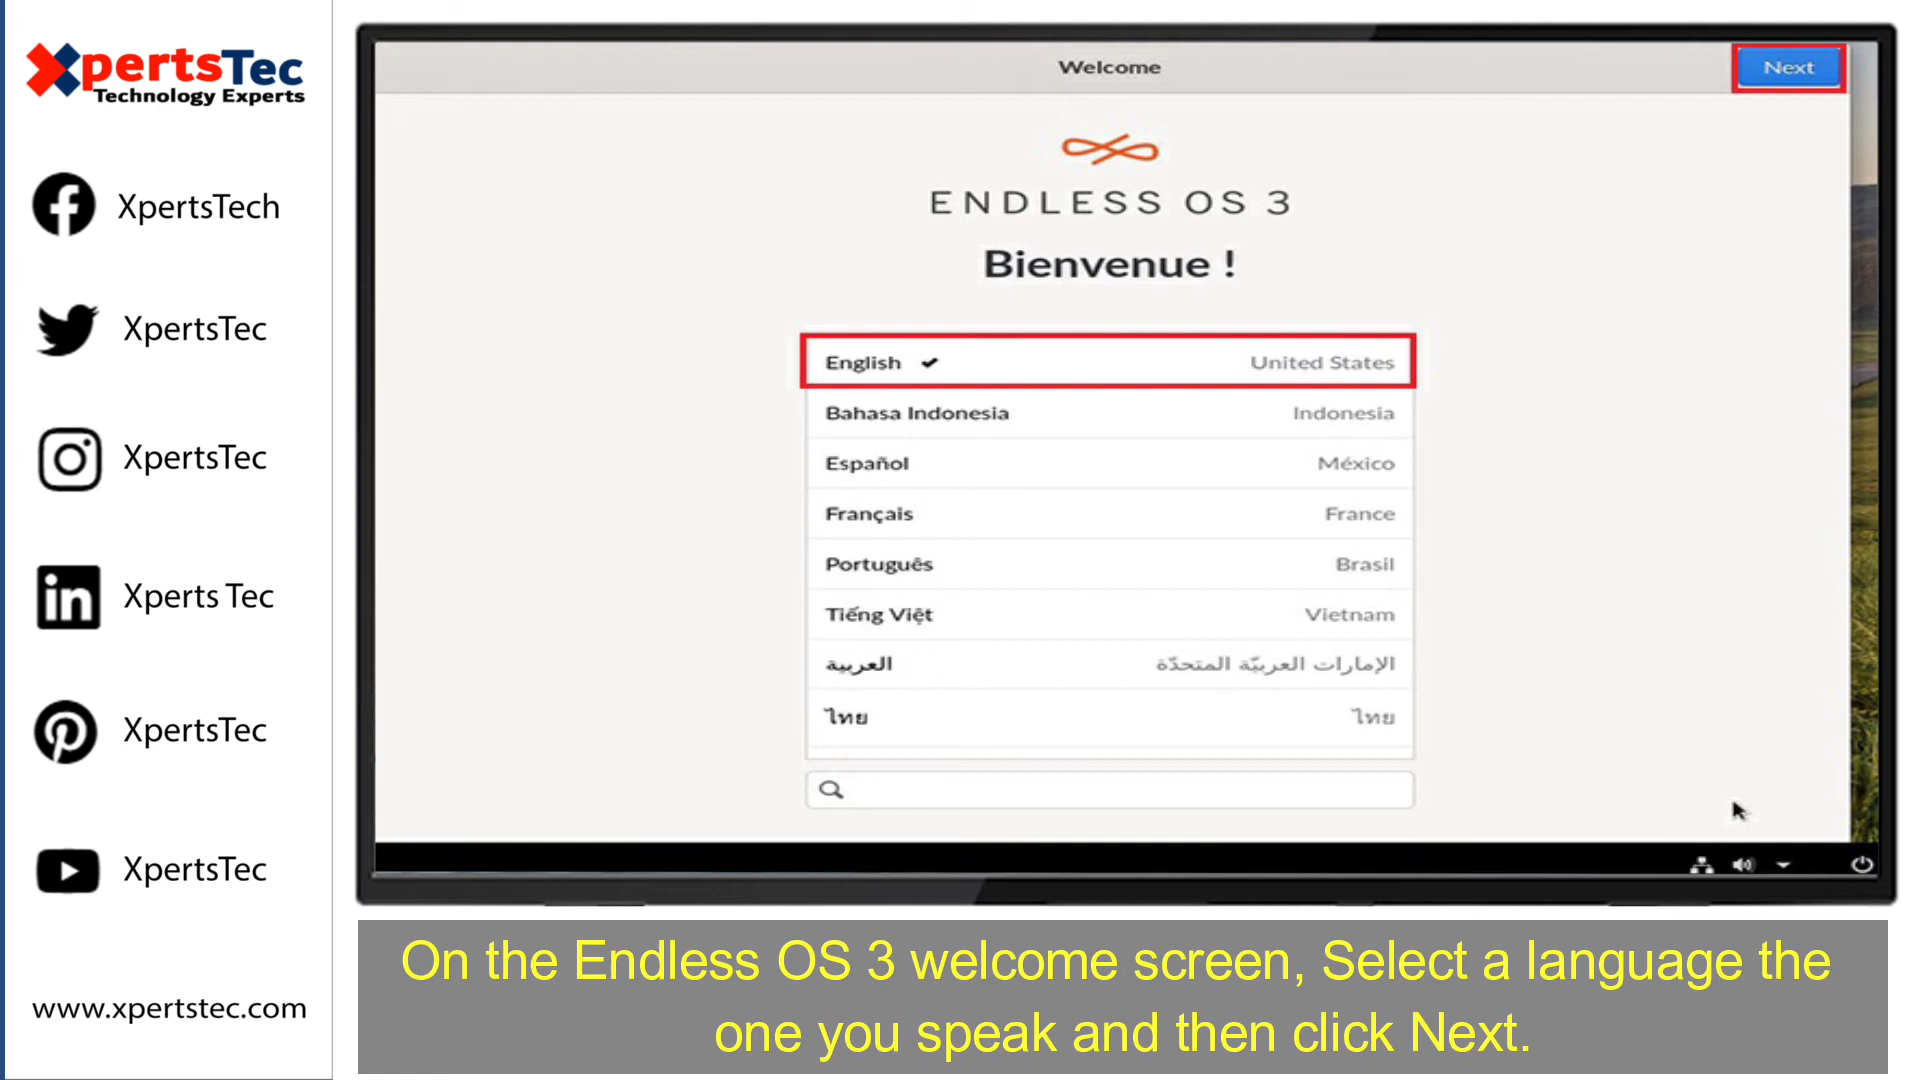 XpertsTec
Technology Experts
XpertsTech
XpertsTec
XpertsTec
Xperts Tec
XpertsTec
XpertsTec
www.xpertstec.com
Welcome
Next
ENDLESS OS 3
Bienvenue !
English ✔ United States
Bahasa Indonesia Indonesia
Español México
Français France
Português Brasil
Tiếng Việt Vietnam
العربية الإمارات العربيّة المتحدّة
ไทย ไทย
On the Endless OS 3 welcome screen, Select a language the
one you speak and then click Next.